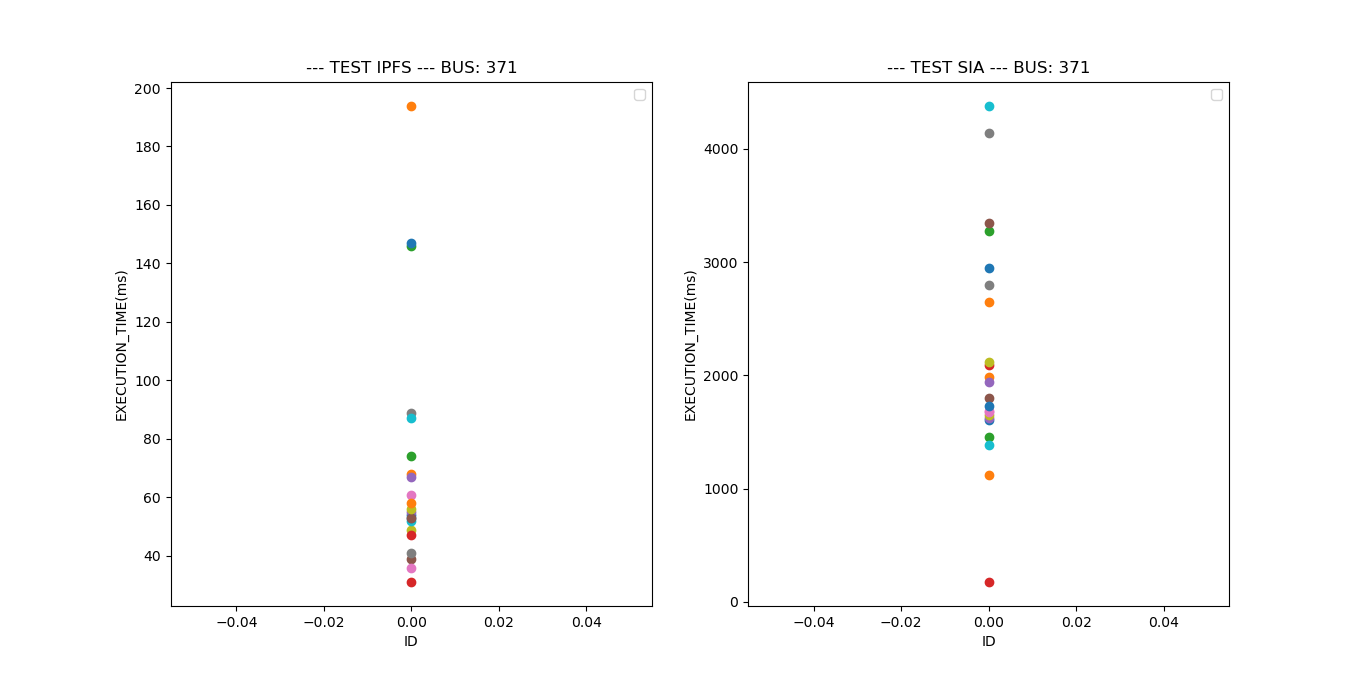 --- TEST IPFS --- BUS: 371
200
180
160
140
120
100
80
60
40
EXECUTION_TIME(ms)
−0.04 −0.02 0.00 0.02 0.04
ID
--- TEST SIA --- BUS: 371
4000
3000
2000
1000
0
EXECUTION_TIME(ms)
−0.04 −0.02 0.00 0.02 0.04
ID